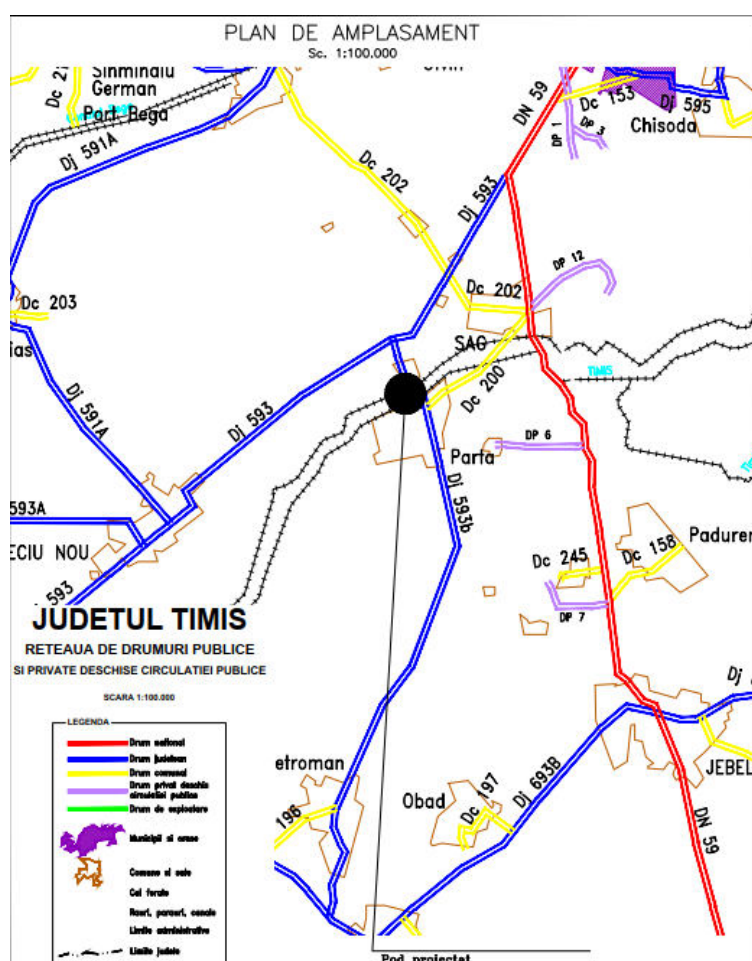 PLAN DE AMPLASAMENT
Sc. 1:100.000
Sinmihaiu
German
Port Bega
Dj 591A
Dc 202
Dj 593
DN 59
DP 1
DP 3
Dc 153
Dj 595
Chisoda
Dc 203
DP 12
Dc 202
SAG
TIMIS
Dc 200
Dj 593
Dj 591A
Parta
DP 6
Dj 593b
593A
ECIU NOU
593
Dc 245
Dc 158
Padurer
DP 7
JUDETUL TIMIS
RETEAUA DE DRUMURI PUBLICE
SI PRIVATE DESCHISE CIRCULATIEI PUBLICE
SCARA 1:100.000
LEGENDA
Drum national
Drum judetean
Drum comunal
Drum privat deschis
circulatiei publice
Drum de exploatare
Municipii si orase
Comune si sate
Cai ferate
Rauri, paraeri, canale
Limite administrative
Limite judete
etroman
198
Obad
Dc 197
Dj 693B
JEBEL
DN 59
Pod proiectat